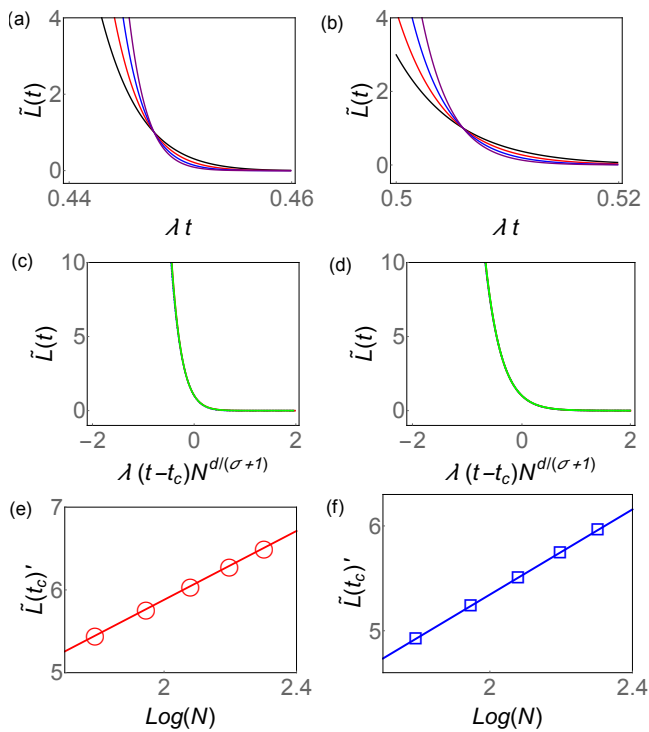 (a)
4
2
0
L̃(t)
0.44
0.46
λ t
(b)
4
2
0
L̃(t)
0.5
0.52
λ t
(c)
10
5
0
L̃(t)
−2
0
2
λ (t−t_c)N^{d/(σ+1)}
(d)
10
5
0
L̃(t)
−2
0
2
λ (t−t_c)N^{d/(σ+1)}
(e)
7
6
5
L̃(t_c)'
2
2.4
Log(N)
(f)
6
5
L̃(t_c)'
2
2.4
Log(N)